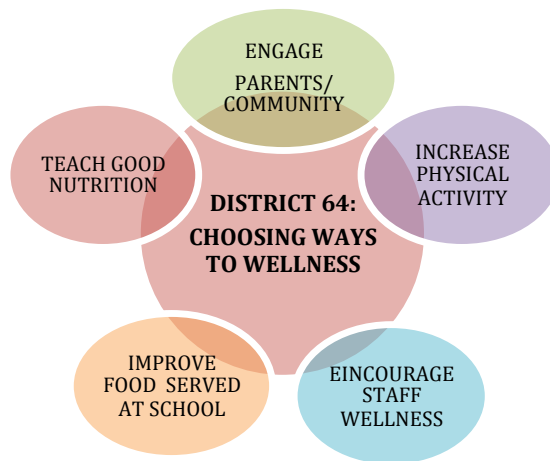 ENGAGE
PARENTS/
COMMUNITY
TEACH GOOD
NUTRITION
INCREASE
PHYSICAL
ACTIVITY
DISTRICT 64:
CHOOSING WAYS
TO WELLNESS
IMPROVE
FOOD SERVED
AT SCHOOL
EINCOURAGE
STAFF
WELLNESS